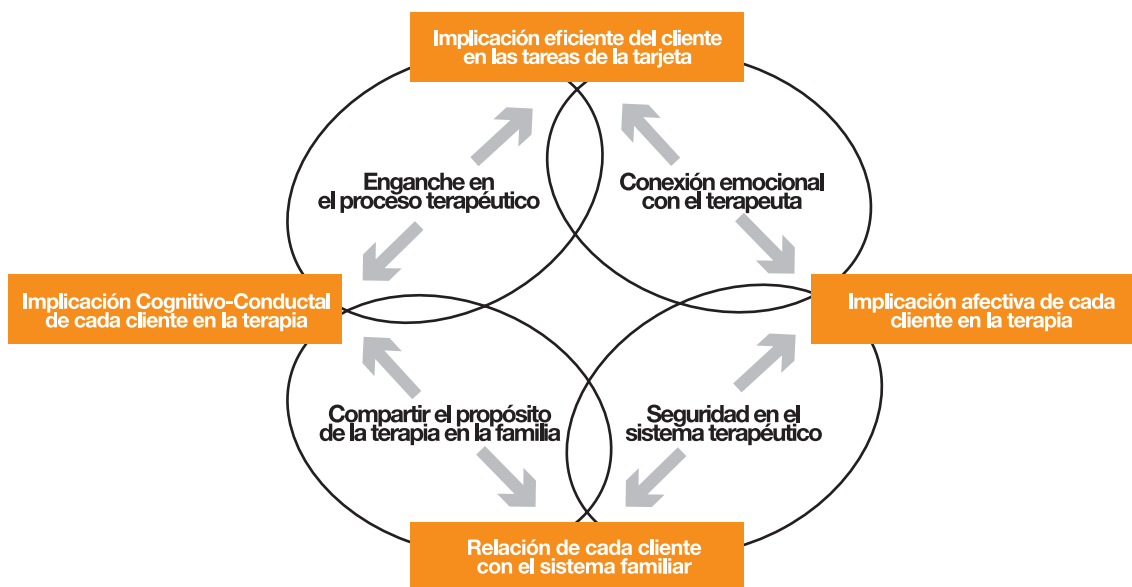 Implicación eficiente del cliente
en las tareas de la tarjeta
Enganche en
el proceso terapéutico
Conexión emocional
con el terapeuta
Implicación Cognitivo-Conductal
de cada cliente en la terapia
Implicación afectiva de cada
cliente en la terapia
Compartir el propósito
de la terapia en la familia
Seguridad en el
sistema terapéutico
Relación de cada cliente
con el sistema familiar